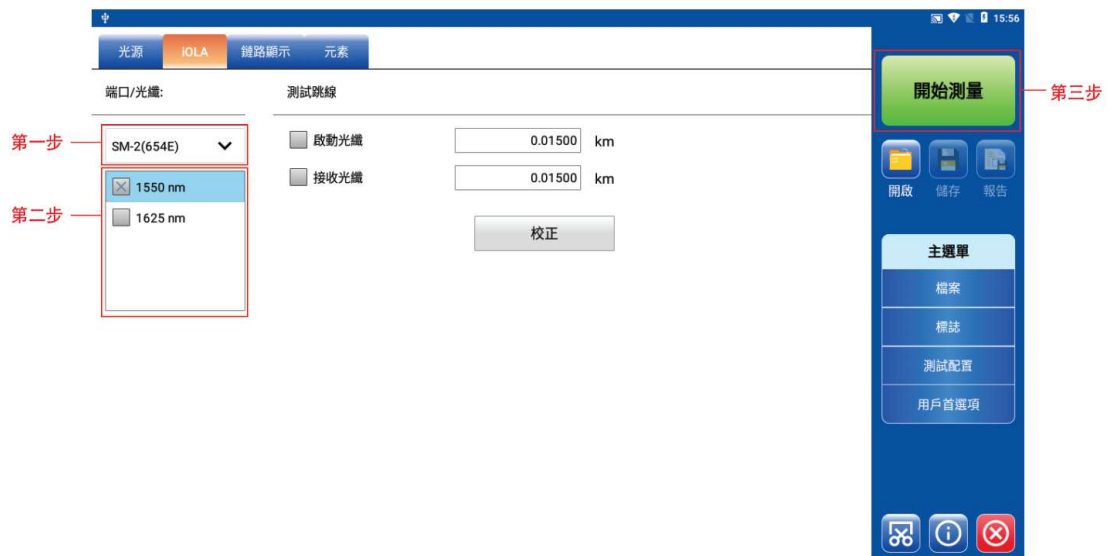 15:56
光源
iOLA
鏈路顯示
元素
端口/光纖:
測試跳線
第一步
SM-2(654E)
第二步
1550 nm
1625 nm
啟動光纖
0.01500 km
接收光纖
0.01500 km
校正
開始測量
第三步
開啟
儲存
報告
主選單
檔案
標誌
測試配置
用戶首選項